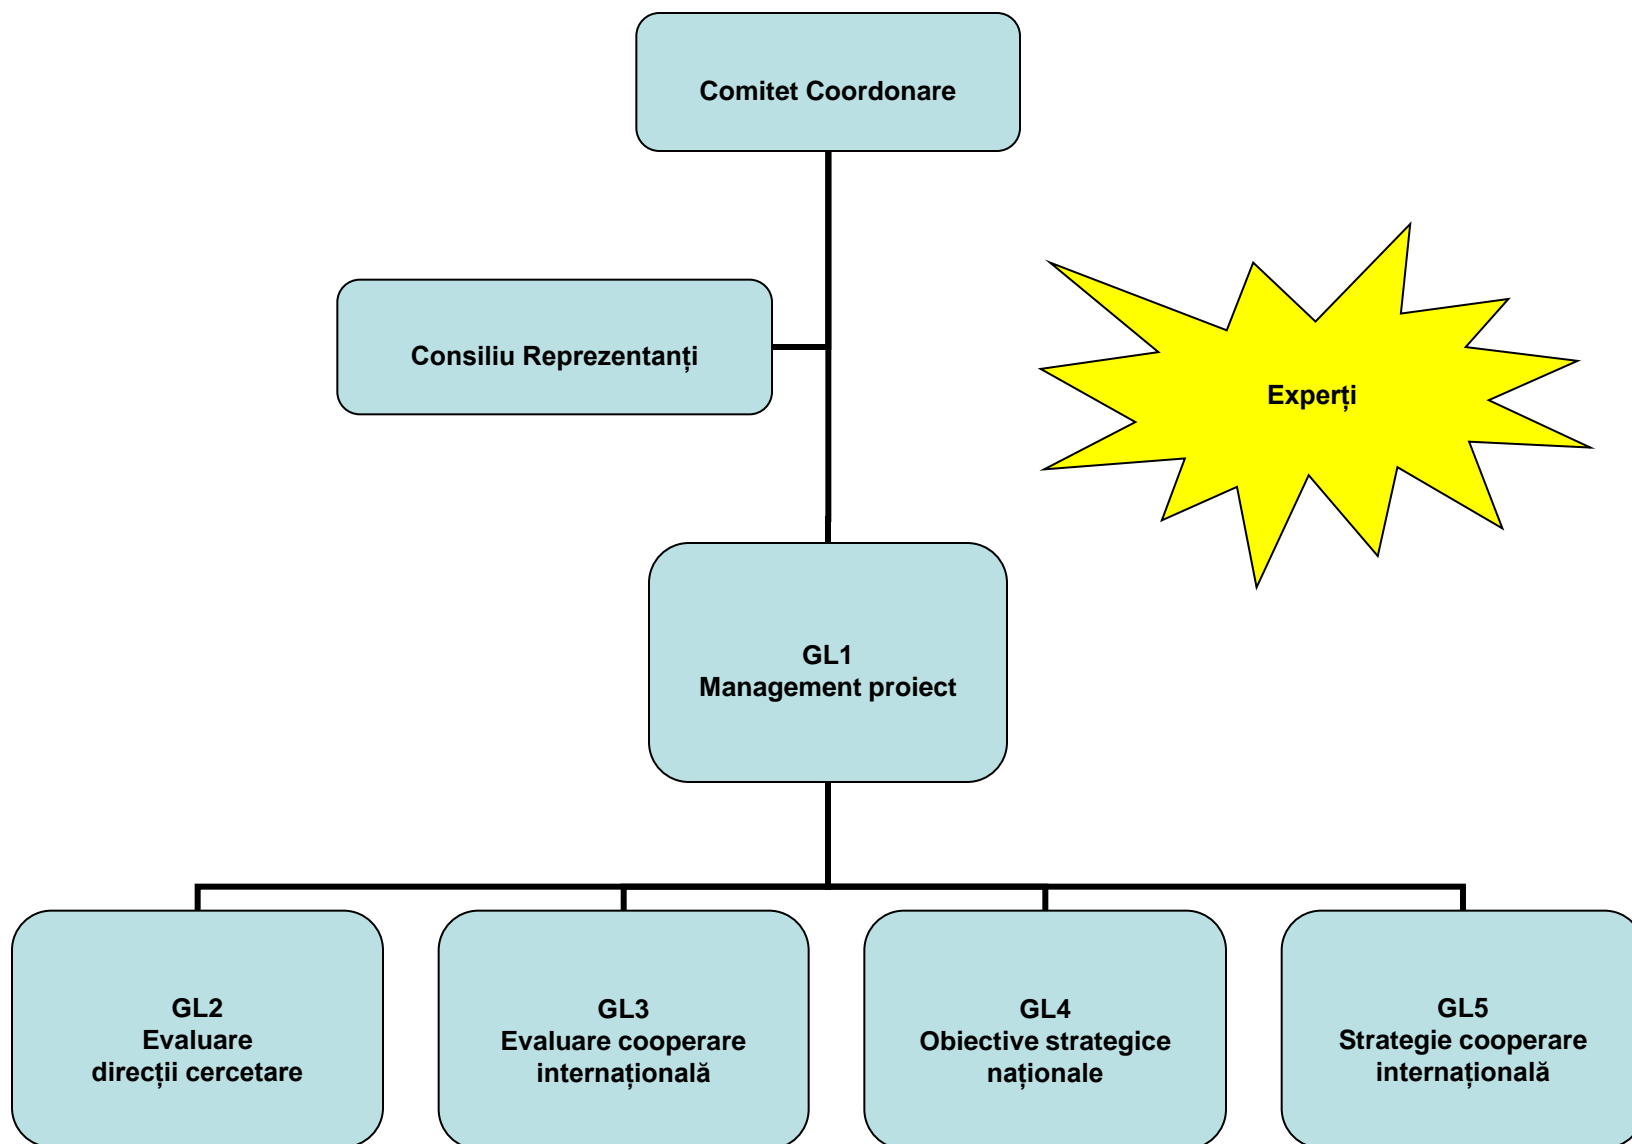 Comitet Coordonare
Consiliu Reprezentanți
Experți
GL1
Management proiect
GL2
Evaluare
direcții cercetare
GL3
Evaluare cooperare
internațională
GL4
Obiective strategice
naționale
GL5
Strategie cooperare
internațională